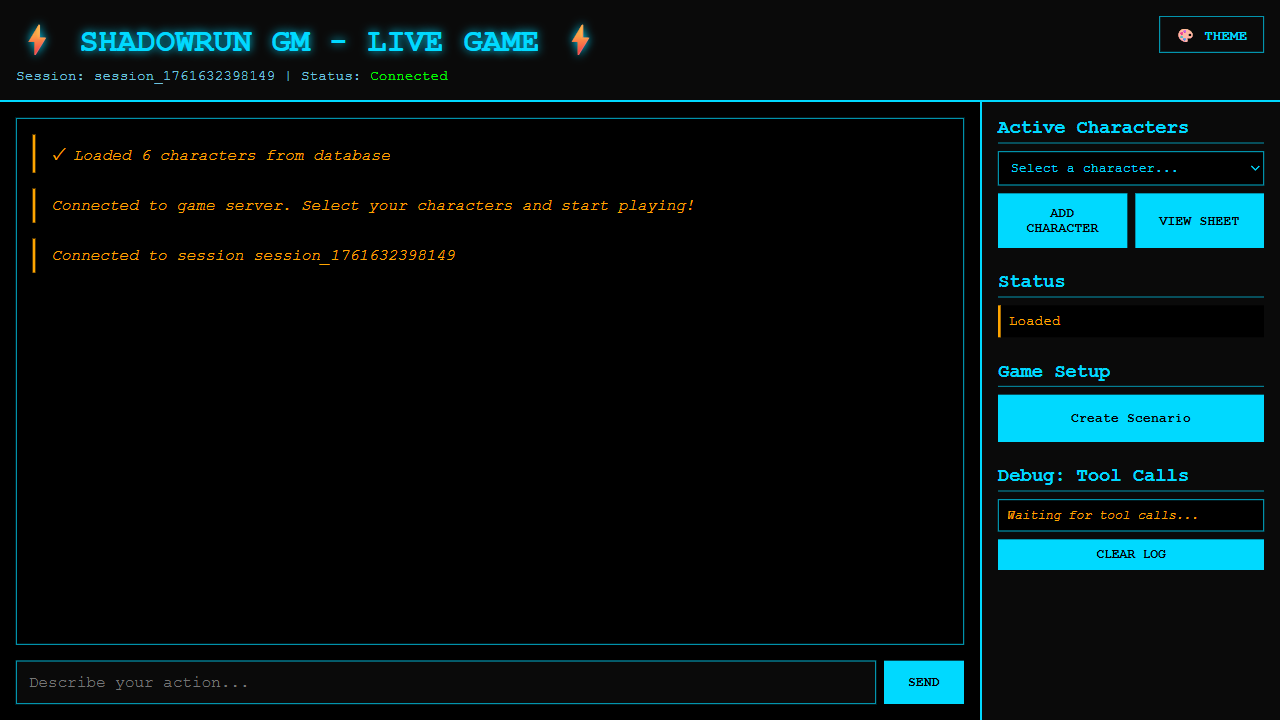 ⚡ SHADOWRUN GM - LIVE GAME ⚡
Session: session_1761632398149 | Status: Connected
🎨 THEME
✓ Loaded 6 characters from database
Connected to game server. Select your characters and start playing!
Connected to session session_1761632398149
Describe your action...
SEND
Active Characters
Select a character...
ADD
CHARACTER
VIEW SHEET
Status
Loaded
Game Setup
Create Scenario
Debug: Tool Calls
Waiting for tool calls...
CLEAR LOG